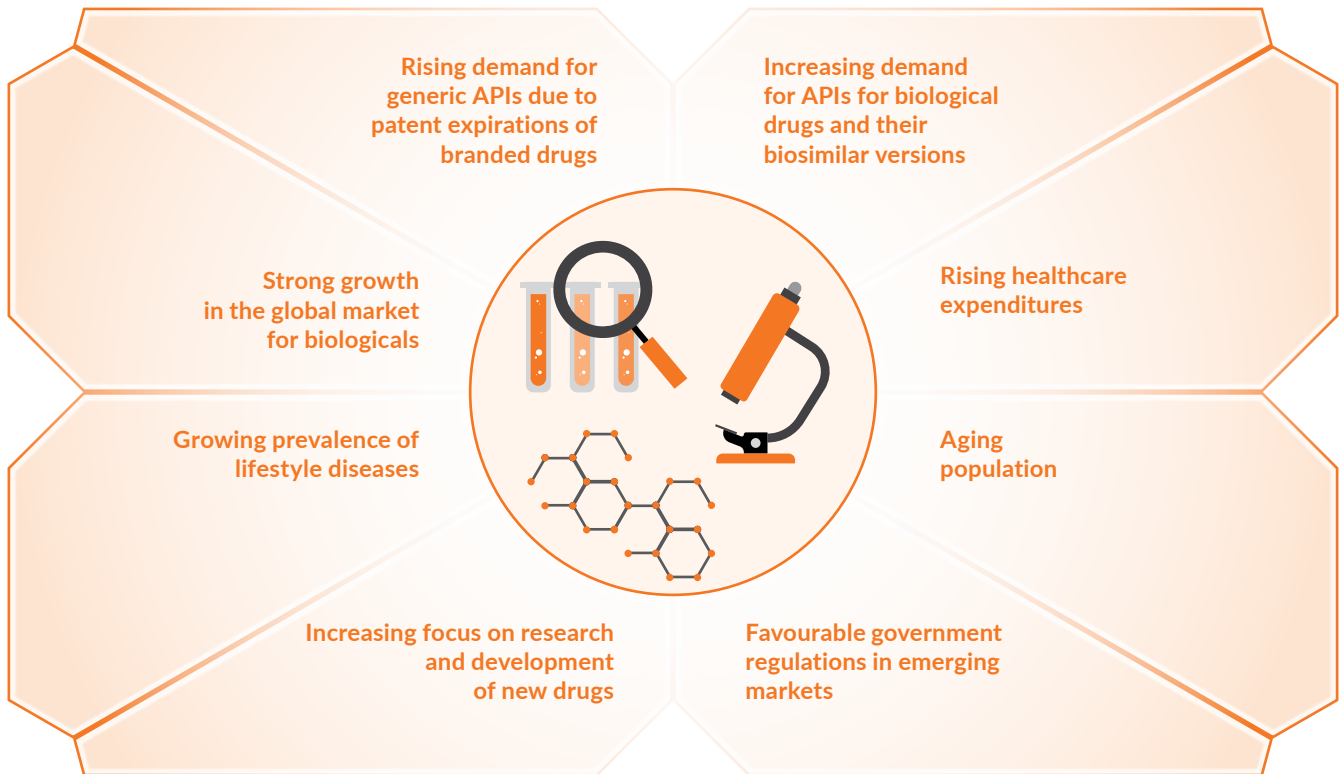 Rising demand for
generic APIs due to
patent expirations of
branded drugs
Increasing demand
for APIs for biological
drugs and their
biosimilar versions
Strong growth
in the global market
for biologicals
Rising healthcare
expenditures
Growing prevalence of
lifestyle diseases
Aging
population
Increasing focus on research
and development
of new drugs
Favourable government
regulations in emerging
markets